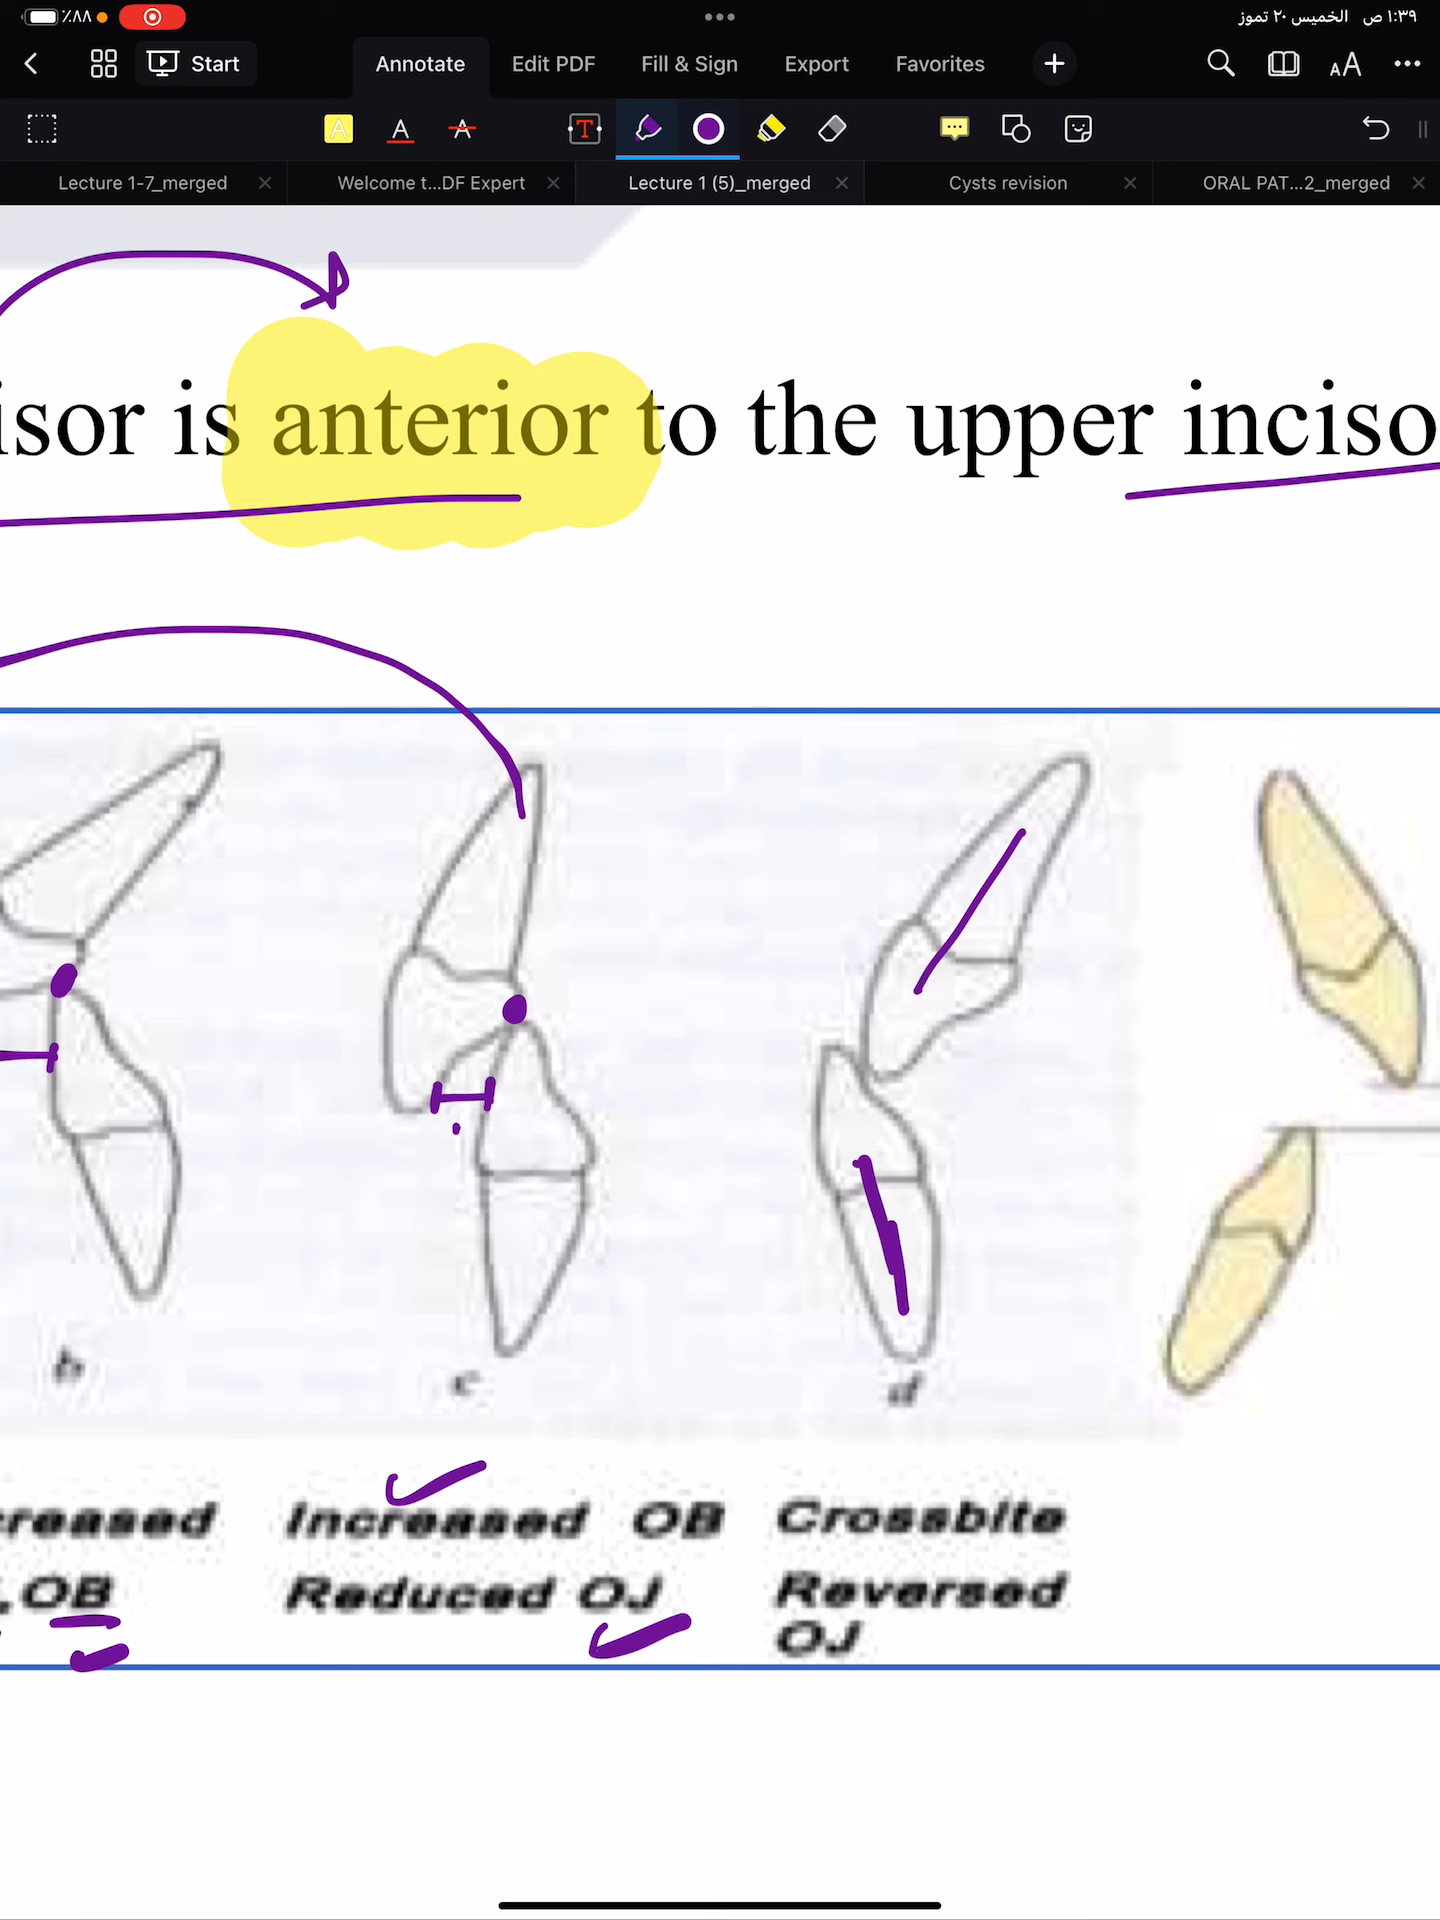 ٪٨٨
١:٣٩ ص الخميس ٢٠ تموز
Start
Annotate
Edit PDF
Fill & Sign
Export
Favorites
AA
A A A T
Lecture 1-7_merged
Welcome t...DF Expert
Lecture 1 (5)_merged
Cysts revision
ORAL PAT...2_merged
isor is anterior to the upper inciso
b
c
d
creased
,OB
Increased OB
Reduced OJ
Crossbite
Reversed
OJ